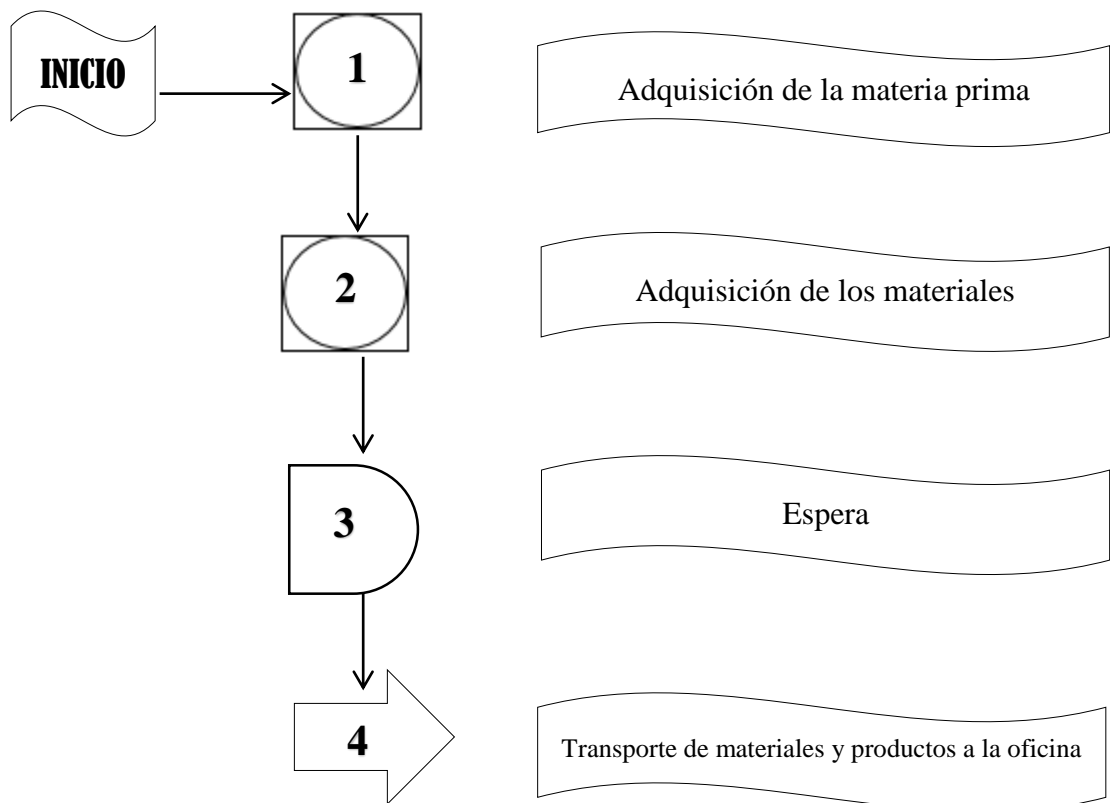 INICIO
1
Adquisición de la materia prima
2
Adquisición de los materiales
3
Espera
4
Transporte de materiales y productos a la oficina